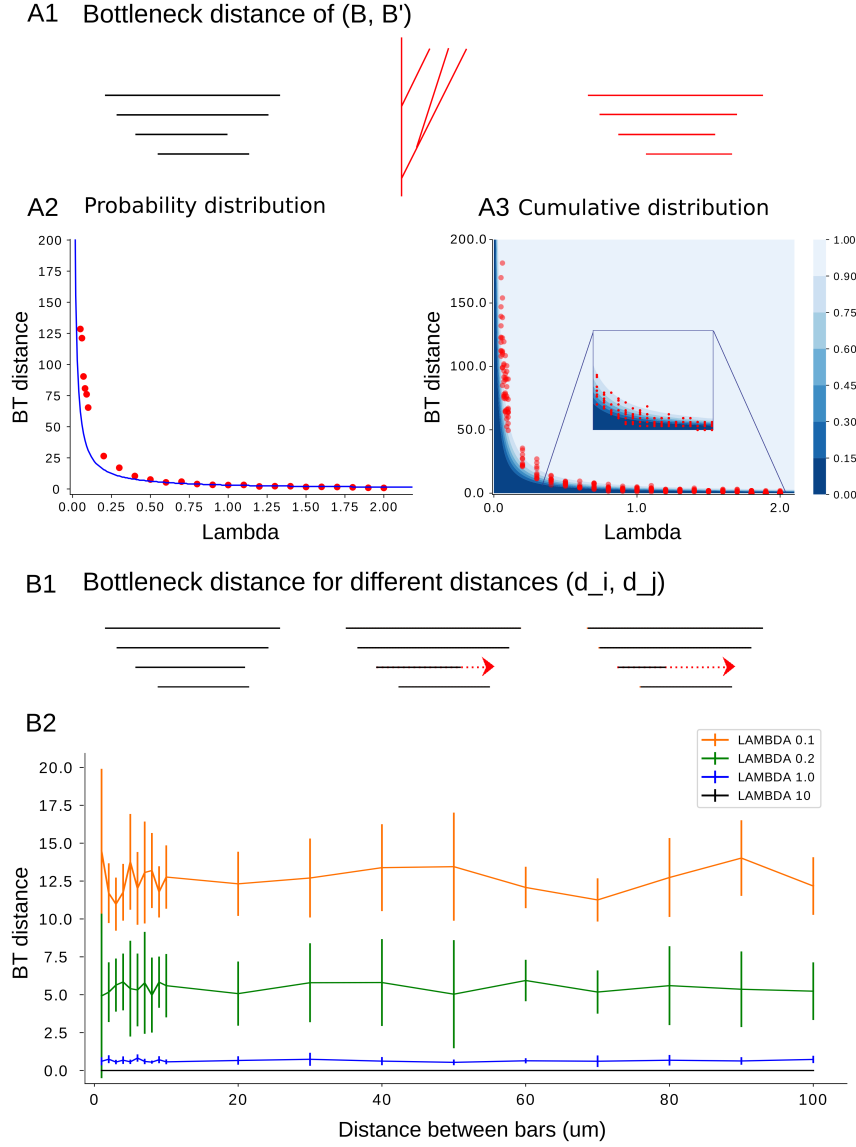 A1 Bottleneck distance of (B, B')
A2 Probability distribution
200
175
150
125
100
75
50
25
0
BT distance
0.00 0.25 0.50 0.75 1.00 1.25 1.50 1.75 2.00
Lambda
A3 Cumulative distribution
200.0
150.0
100.0
50.0
0.0
BT distance
0.0 1.0 2.0
Lambda
1.00
0.90
0.75
0.60
0.45
0.30
0.15
0.00
B1 Bottleneck distance for different distances (d_i, d_j)
B2
LAMBDA 0.1
LAMBDA 0.2
LAMBDA 1.0
LAMBDA 10
20.0
17.5
15.0
12.5
10.0
7.5
5.0
2.5
0.0
BT distance
0 20 40 60 80 100
Distance between bars (um)